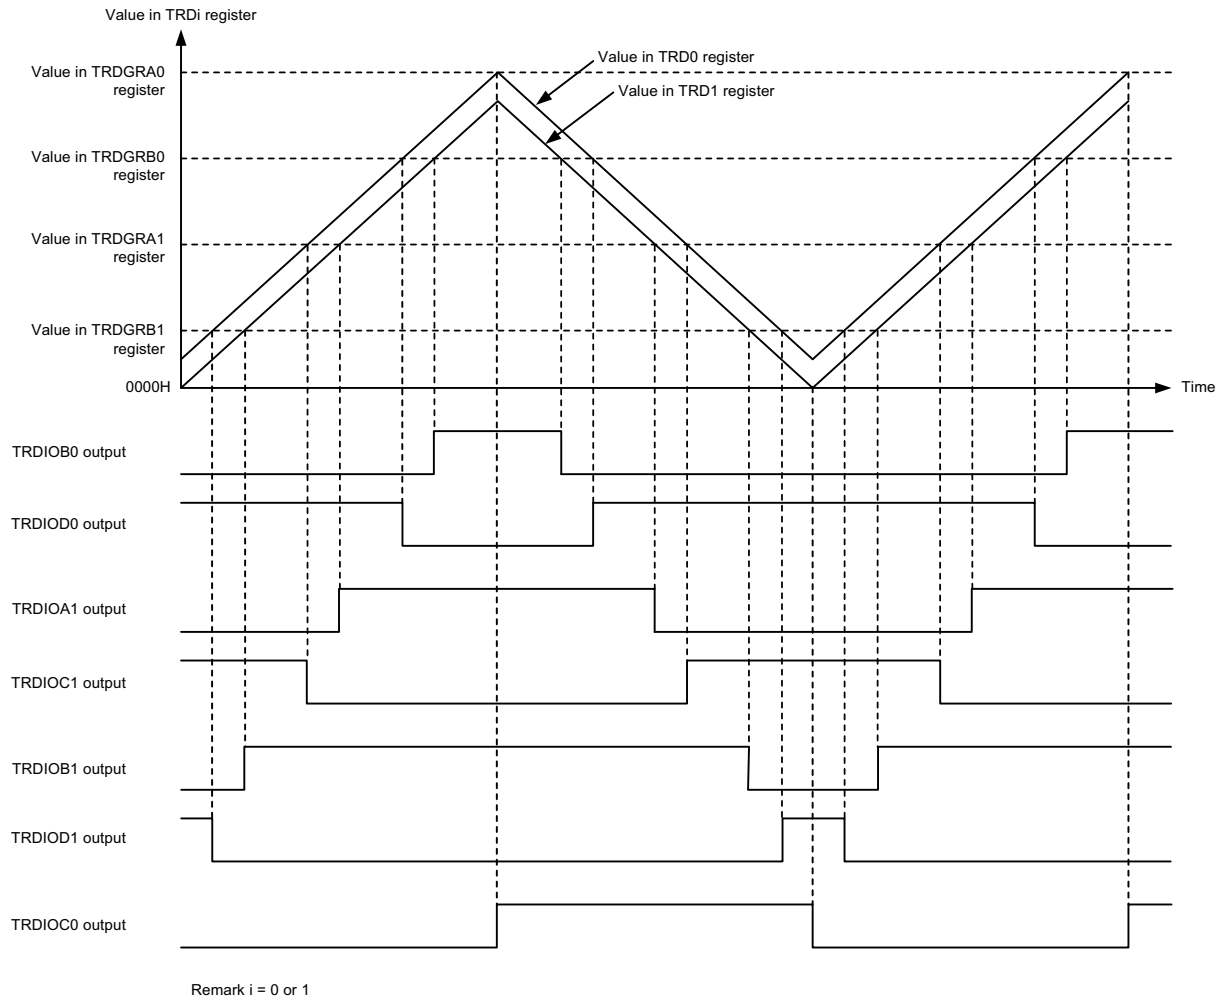 Value in TRDi register
Value in TRD0 register
Value in TRDGRA0
register
Value in TRD1 register
Value in TRDGRB0
register
Value in TRDGRA1
register
Value in TRDGRB1
register
0000H
Time
TRDIOB0 output
TRDIOD0 output
TRDIOA1 output
TRDIOC1 output
TRDIOB1 output
TRDIOD1 output
TRDIOC0 output
Remark i = 0 or 1